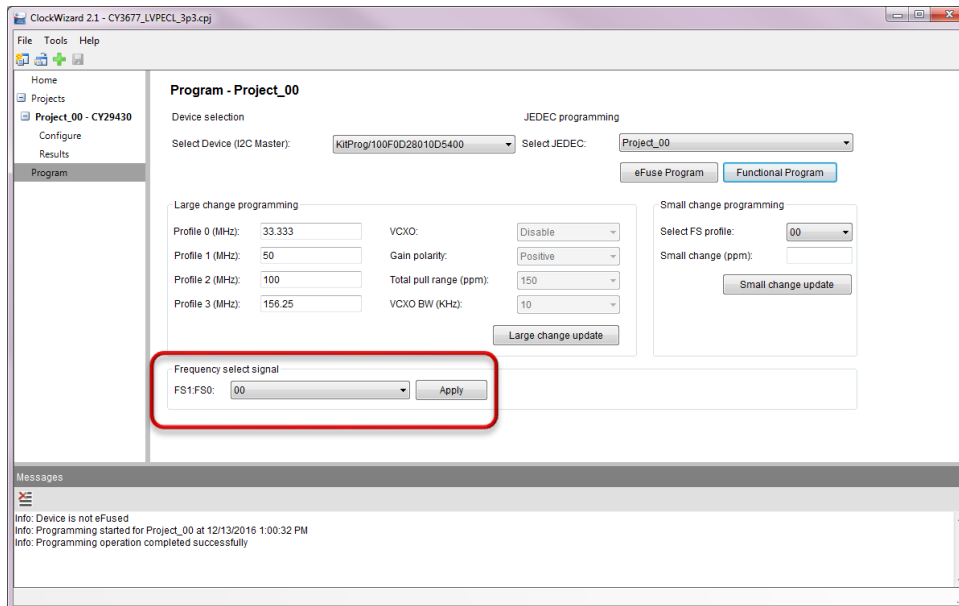 ClockWizard 2.1 - CY3677_LVPECL_3p3.cpj
File Tools Help
Home
Projects
Project_00 - CY29430
Configure
Results
Program
Program - Project_00
Device selection
JEDEC programming
Select Device (I2C Master): KitProg/100F0D28010D5400
Select JEDEC: Project_00
eFuse Program Functional Program
Large change programming
Profile 0 (MHz): 33.333 VCXO: Disable
Profile 1 (MHz): 50 Gain polarity: Positive
Profile 2 (MHz): 100 Total pull range (ppm): 150
Profile 3 (MHz): 156.25 VCXO BW (KHz): 10
Large change update
Small change programming
Select FS profile: 00
Small change (ppm):
Small change update
Frequency select signal
FS1:FS0: 00 Apply
Messages
Info: Device is not eFused
Info: Programming started for Project_00 at 12/13/2016 1:00:32 PM
Info: Programming operation completed successfully